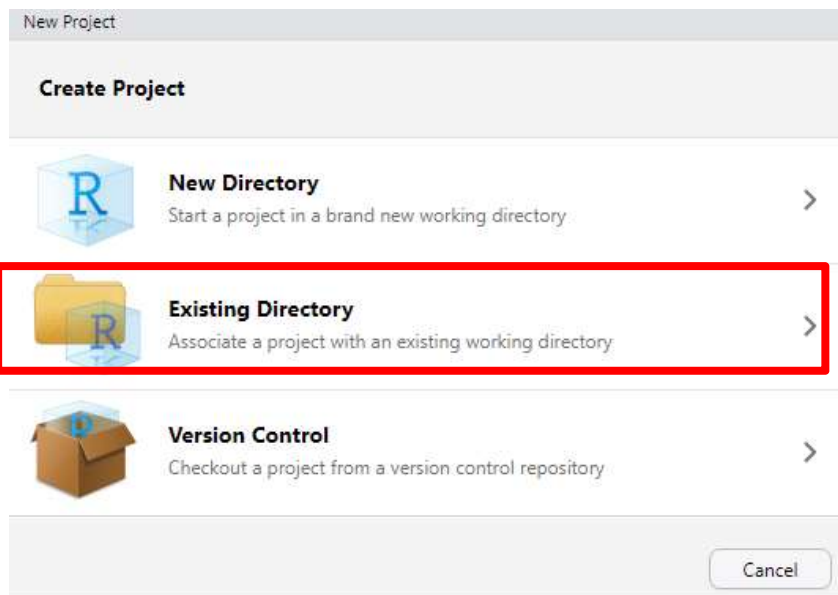 New Project
Create Project
R
New Directory
Start a project in a brand new working directory
R
Existing Directory
Associate a project with an existing working directory
Version Control
Checkout a project from a version control repository
Cancel